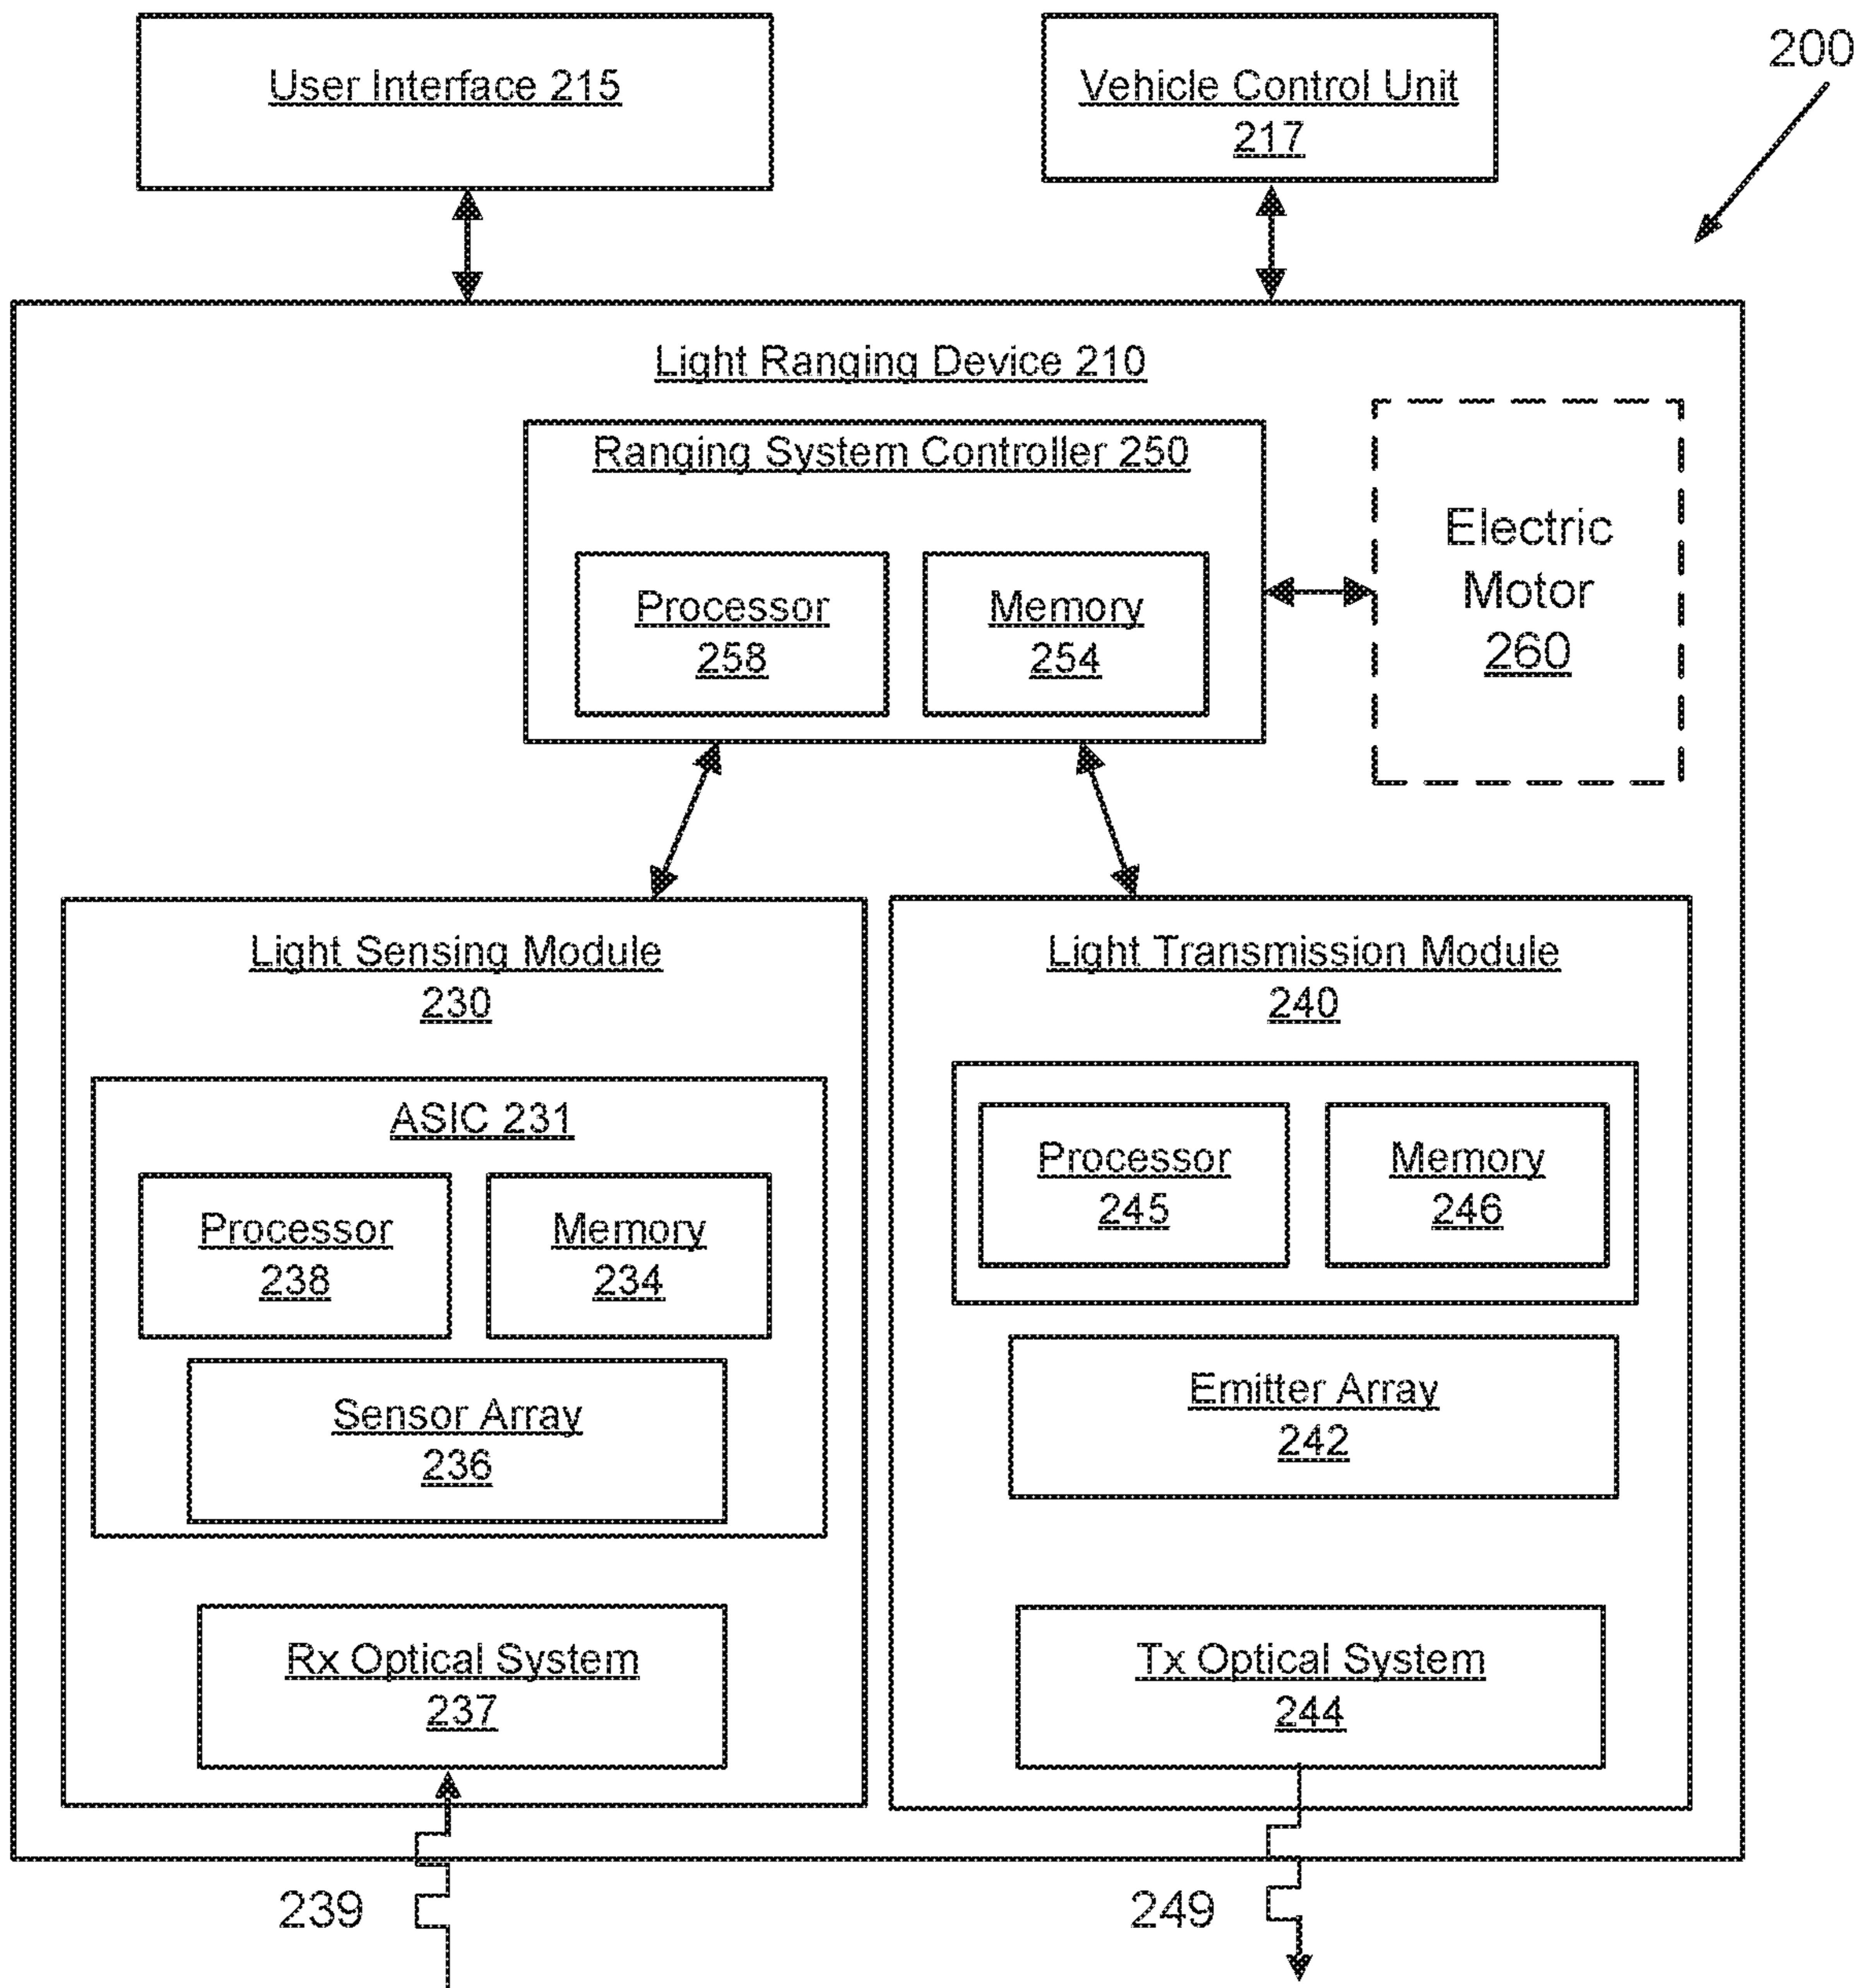 User Interface 215
Vehicle Control Unit
217
200
Light Ranging Device 210
Ranging System Controller 250
Processor
258
Memory
254
Electric
Motor
260
Light Sensing Module
230
ASIC 231
Processor
238
Memory
234
Sensor Array
236
Rx Optical System
237
Light Transmission Module
240
Processor
245
Memory
246
Emitter Array
242
Tx Optical System
244
239
249